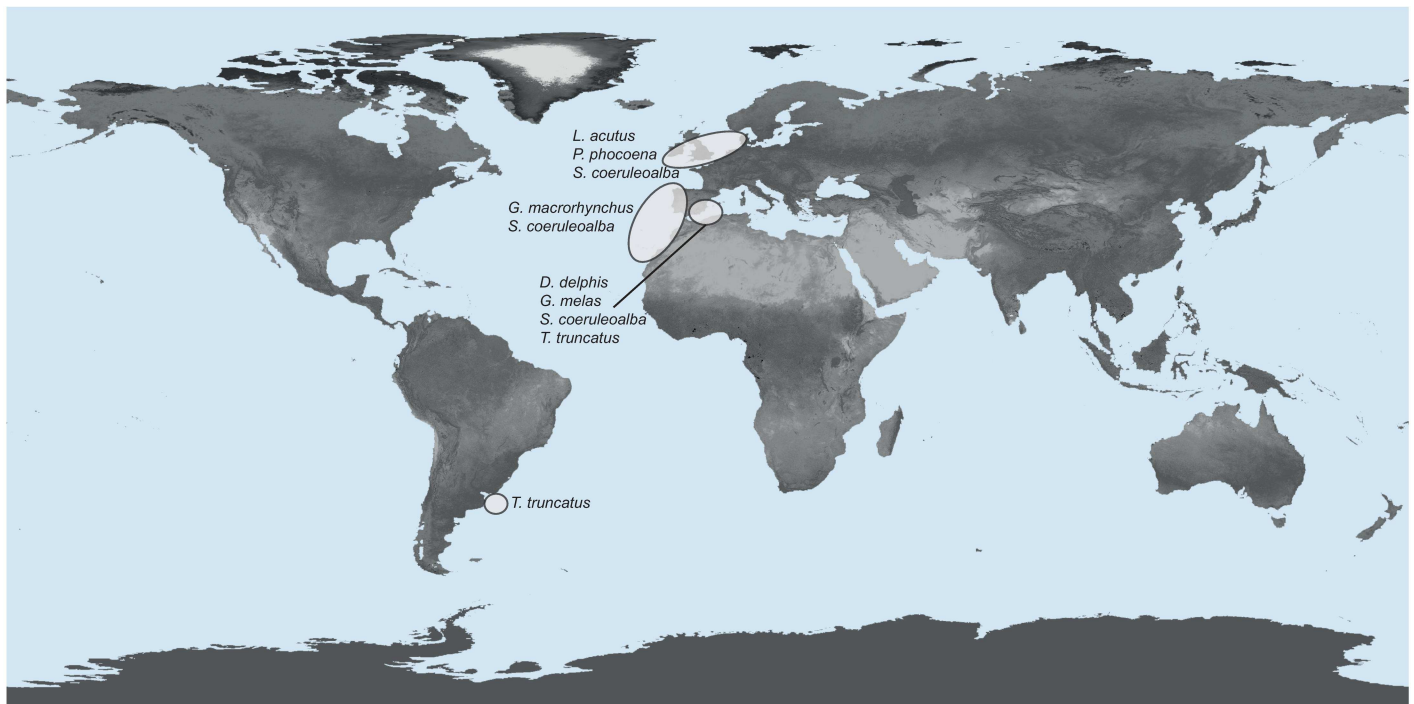 L. acutus
P. phocoena
S. coeruleoalba
G. macrorhynchus
S. coeruleoalba
D. delphis
G. melas
S. coeruleoalba
T. truncatus
T. truncatus